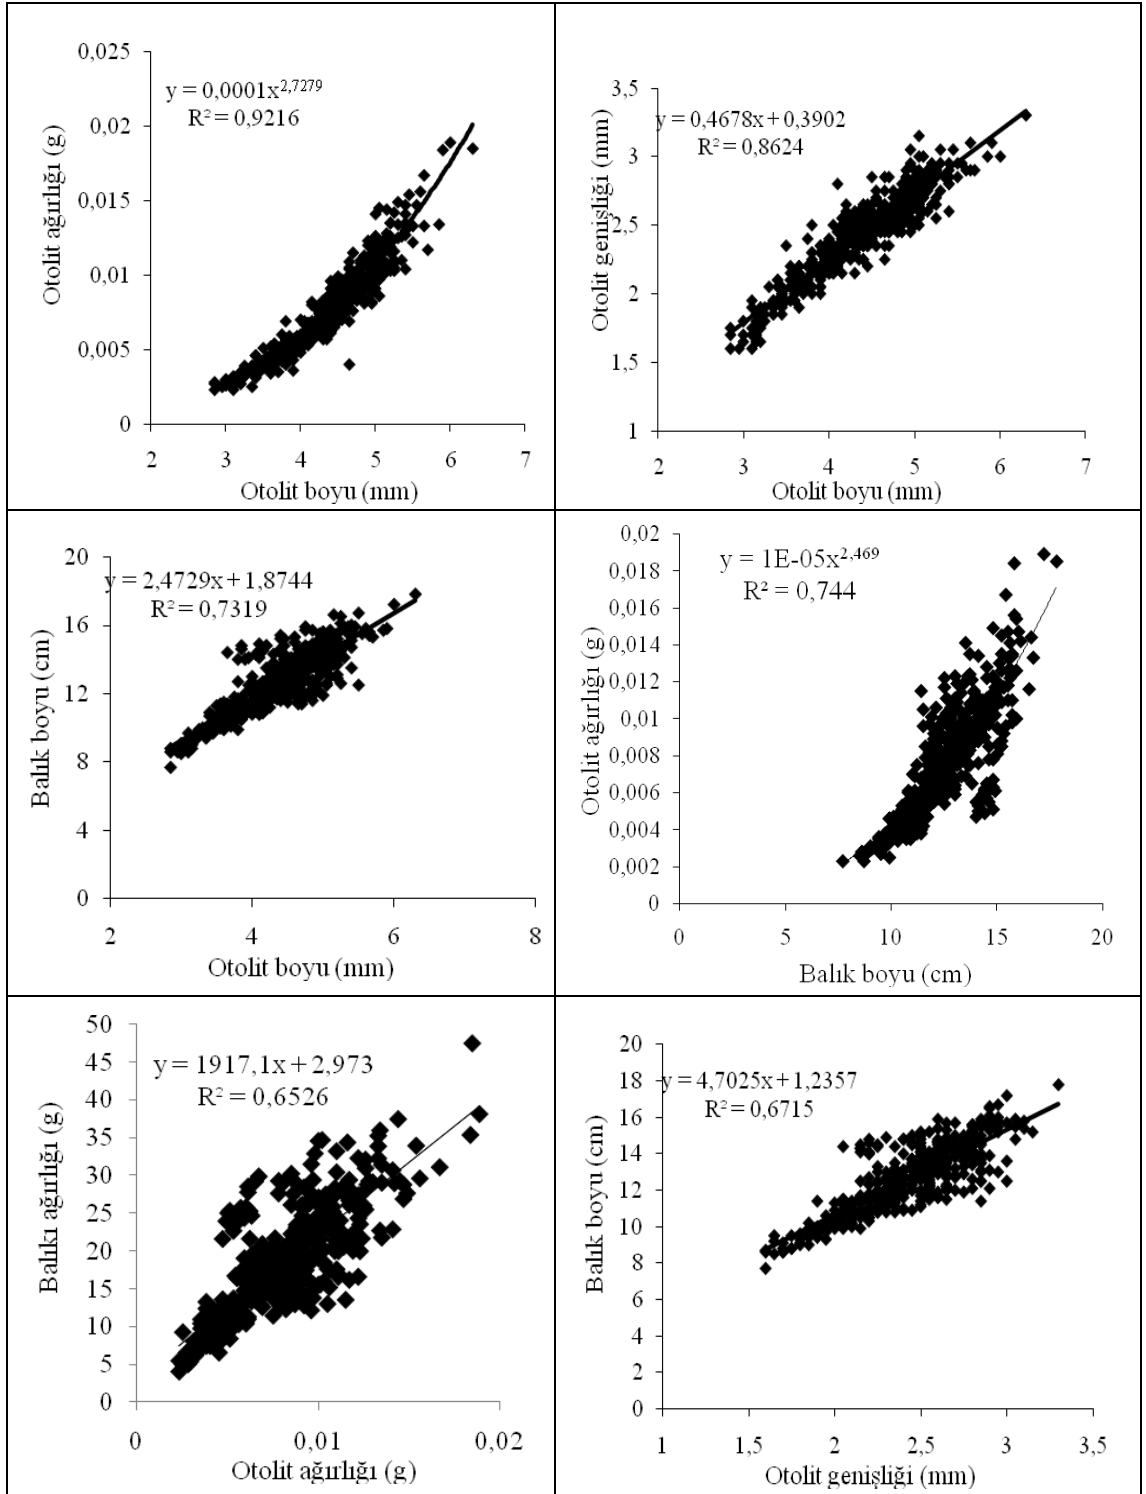 0,025
0,02
0,015
0,01
0,005
0
y = 0,0001x^2,7279
R² = 0,9216
Otolit ağırlığı (g)
2 3 4 5 6 7
Otolit boyu (mm)
3,5
3
2,5
2
1,5
1
y = 0,4678x + 0,3902
R² = 0,8624
Otolit genişliği (mm)
2 3 4 5 6 7
Otolit boyu (mm)
20
16
12
8
4
0
y = 2,4729x + 1,8744
R² = 0,7319
Balık boyu (cm)
2 4 6 8
Otolit boyu (mm)
0,02
0,018
0,016
0,014
0,012
0,01
0,008
0,006
0,004
0,002
0
y = 1E-05x^2,469
R² = 0,744
Otolit ağırlığı (g)
0 5 10 15 20
Balık boyu (cm)
50
45
40
35
30
25
20
15
10
5
0
y = 1917,1x + 2,973
R² = 0,6526
Balıkı ağırlığı (g)
0 0,01 0,02
Otolit ağırlığı (g)
20
18
16
14
12
10
8
6
4
2
0
y = 4,7025x + 1,2357
R² = 0,6715
Balık boyu (cm)
1 1,5 2 2,5 3 3,5
Otolit genişliği (mm)